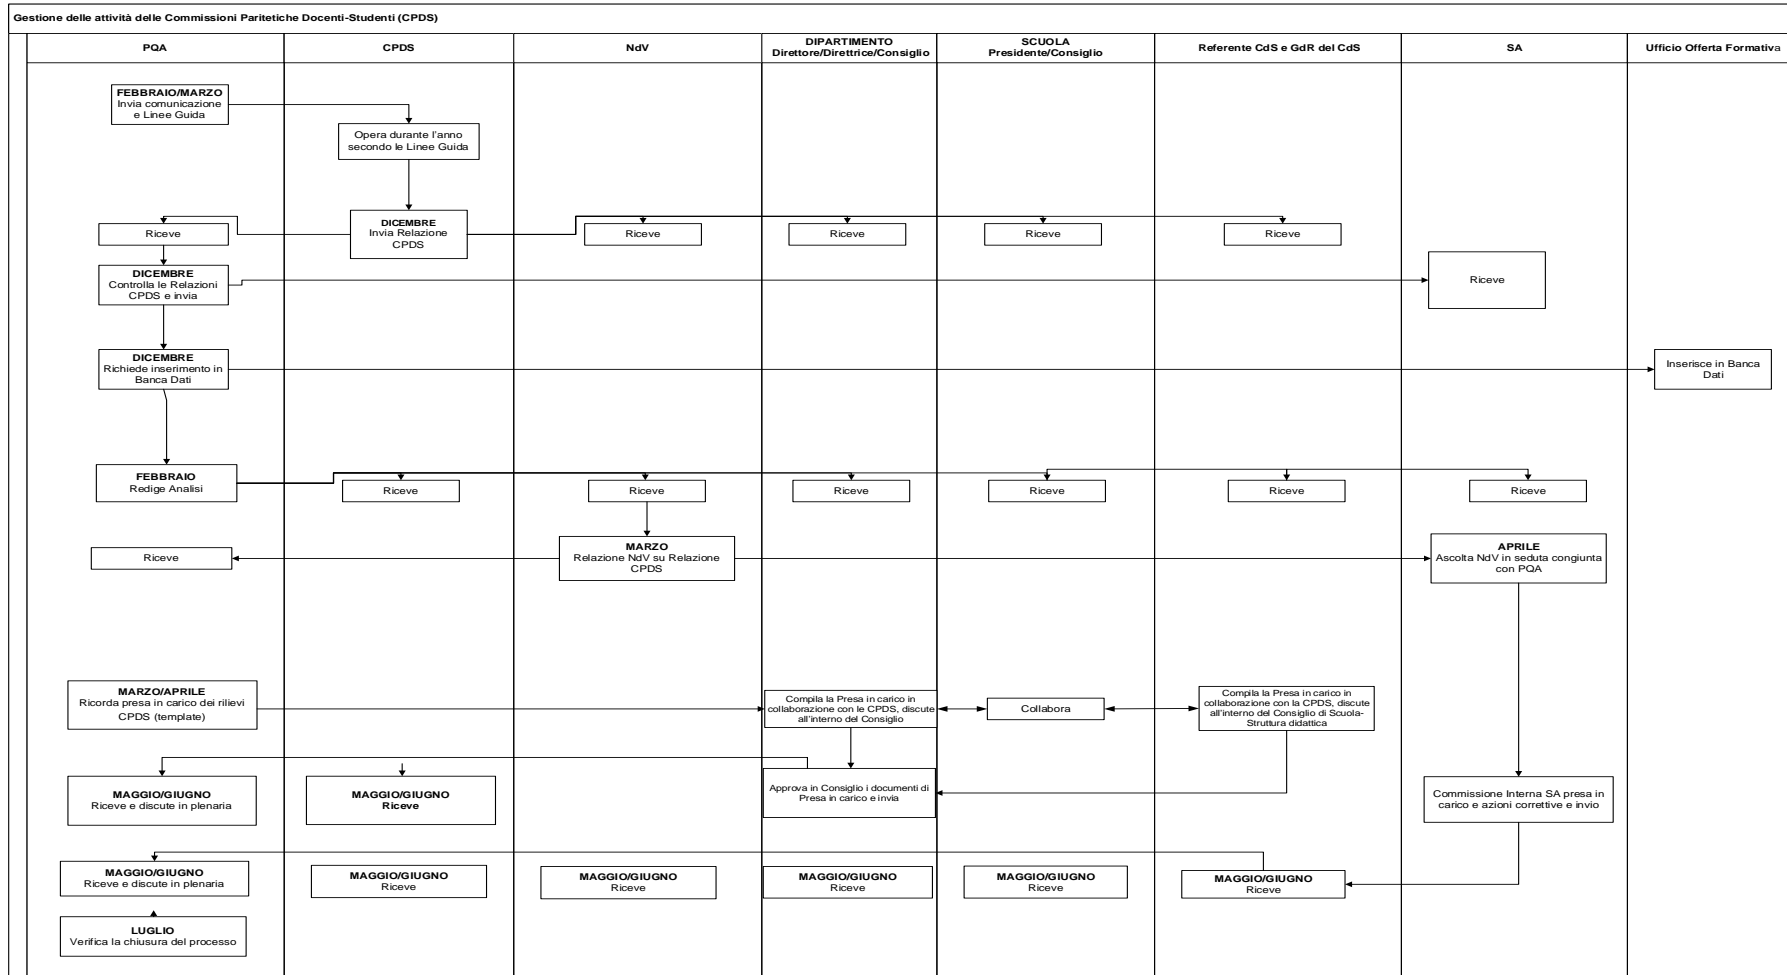 Gestione delle attività delle Commissioni Paritetiche Docenti-Studenti (CPDS)
PQA
CPDS
NdV
DIPARTIMENTO
Direttore/Direttrice/Consiglio
SCUOLA
Presidente/Consiglio
Referente CdS e GdR del CdS
SA
Ufficio Offerta Formativa
FEBBRAIO/MARZO
Invia comunicazione
e Linee Guida
Opera durante l'anno
secondo le Linee Guida
DICEMBRE
Invia Relazione
CPDS
Riceve
Riceve
Riceve
Riceve
Riceve
DICEMBRE
Controlla le Relazioni
CPDS e invia
Riceve
DICEMBRE
Richiede inserimento in
Banca Dati
Inserisce in Banca
Dati
FEBBRAIO
Redige Analisi
Riceve
Riceve
Riceve
Riceve
Riceve
Riceve
Riceve
MARZO
Relazione NdV su Relazione
CPDS
APRILE
Ascolta NdV in seduta congiunta
con PQA
MARZO/APRILE
Ricorda presa in carico dei rilievi
CPDS (template)
Compila la Presa in carico in
collaborazione con le CPDS, discute
all'interno del Consiglio
Collabora
Compila la Presa in carico in
collaborazione con la CPDS, discute
all'interno del Consiglio di Scuola-
Struttura didattica
MAGGIO/GIUGNO
Riceve e discute in plenaria
MAGGIO/GIUGNO
Riceve
Approva in Consiglio i documenti di
Presa in carico e invia
Commissione Interna SA presa in
carico e azioni correttive e invio
MAGGIO/GIUGNO
Riceve e discute in plenaria
MAGGIO/GIUGNO
Riceve
MAGGIO/GIUGNO
Riceve
MAGGIO/GIUGNO
Riceve
MAGGIO/GIUGNO
Riceve
MAGGIO/GIUGNO
Riceve
LUGLIO
Verifica la chiusura del processo